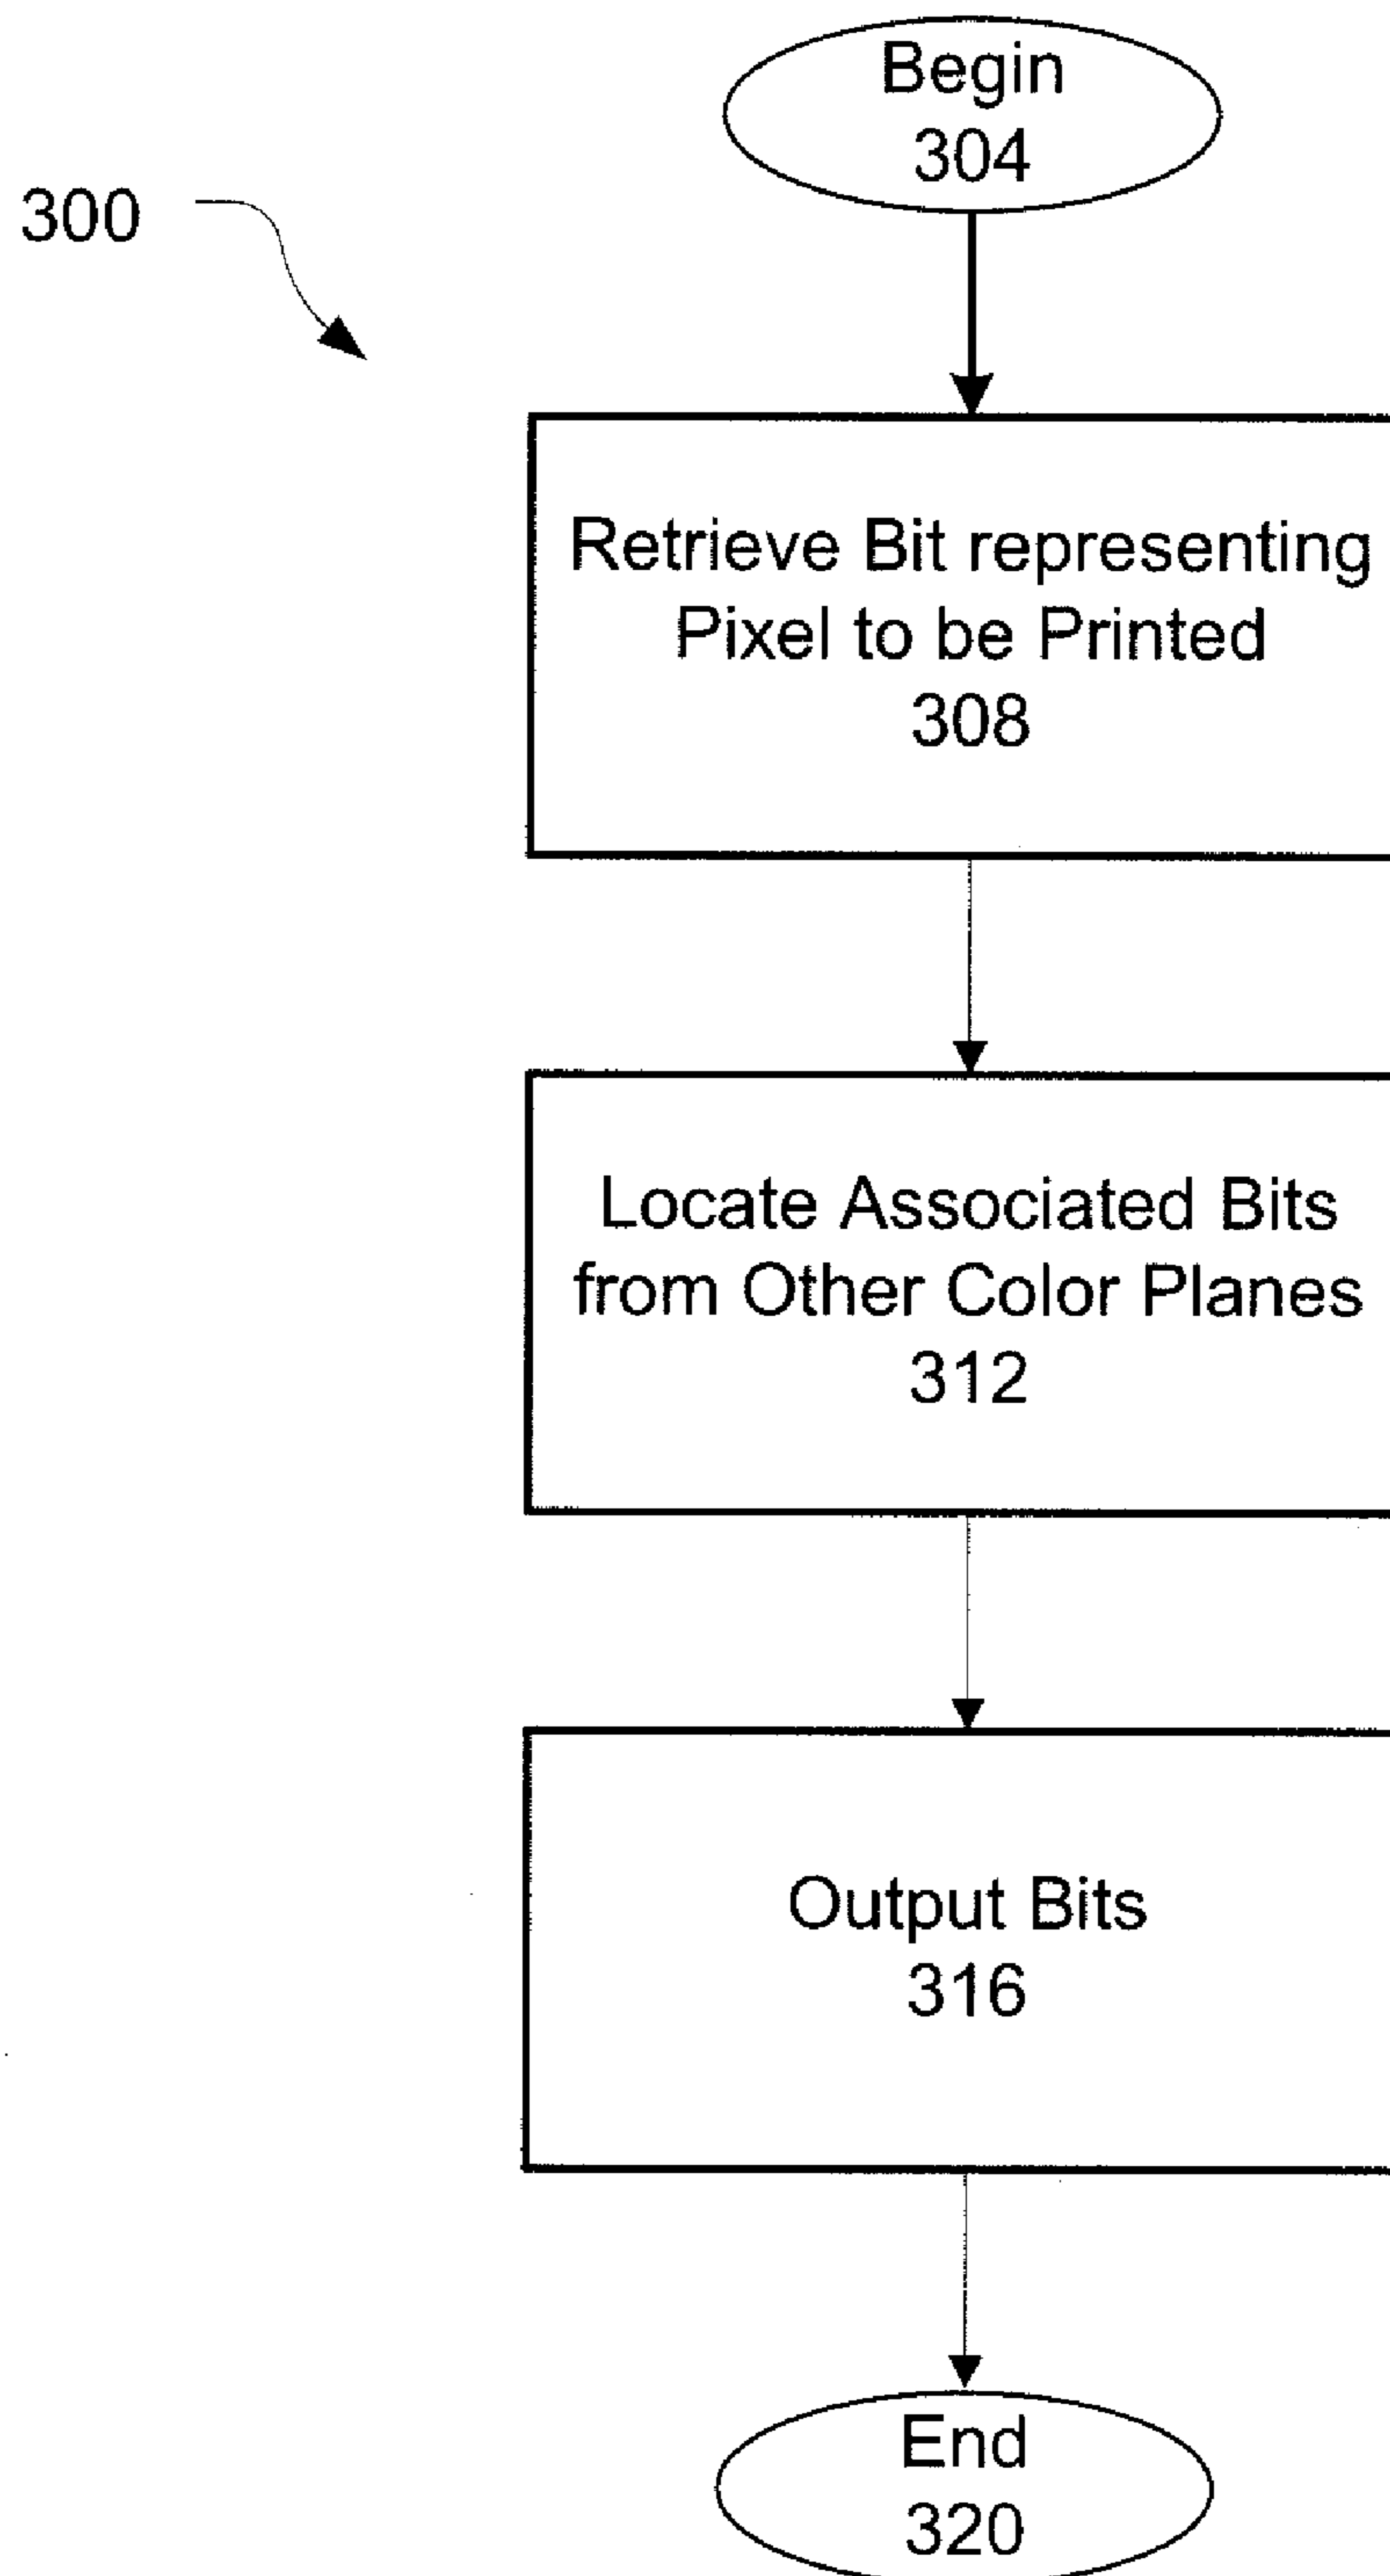 Begin
304
300
Retrieve Bit representing
Pixel to be Printed
308
Locate Associated Bits
from Other Color Planes
312
Output Bits
316
End
320